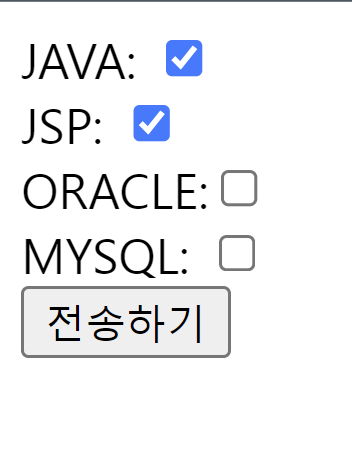 JAVA:
JSP:
ORACLE:
MYSQL:
전송하기